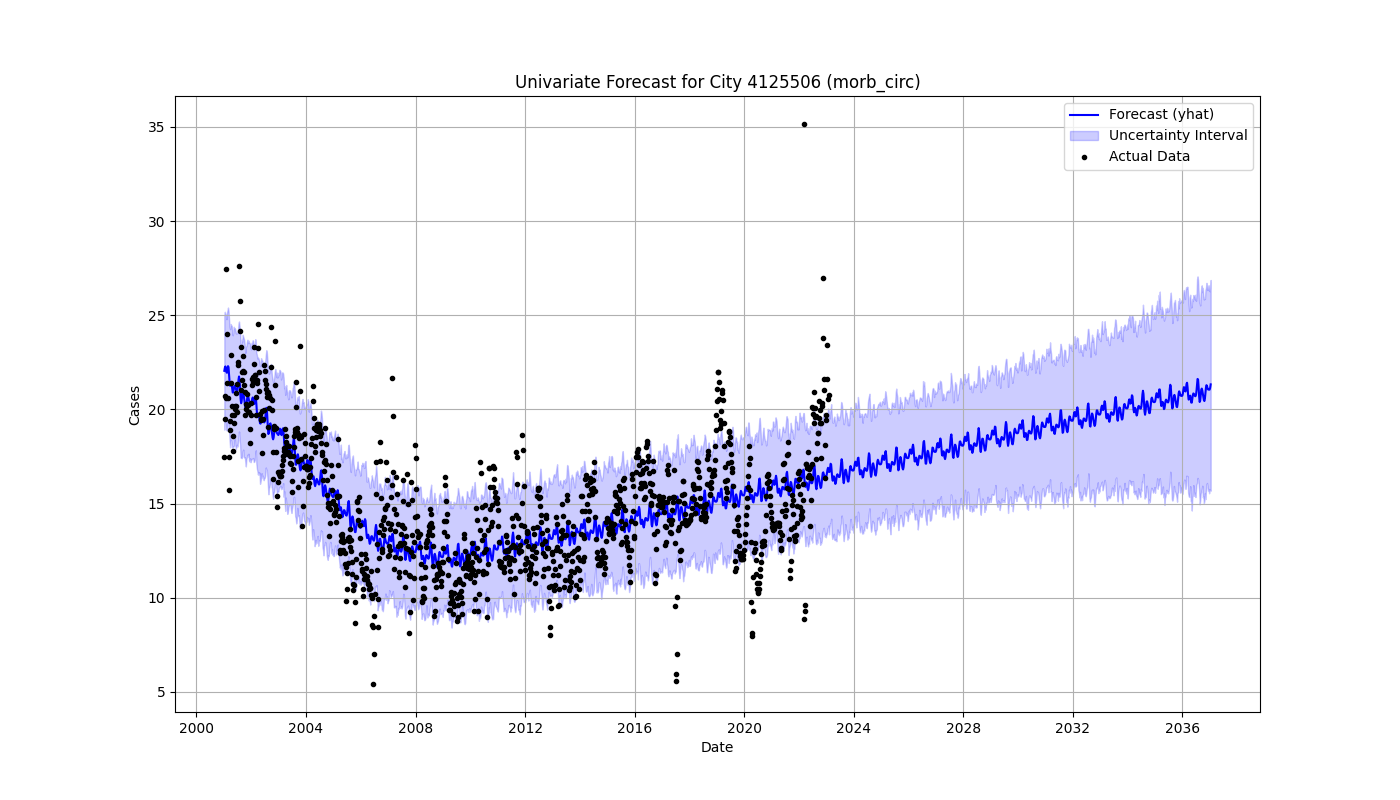 Univariate Forecast for City 4125506 (morb_circ)
Forecast (yhat)
Uncertainty Interval
Actual Data
35
30
25
20
15
10
5
Cases
2000 2004 2008 2012 2016 2020 2024 2028 2032 2036
Date